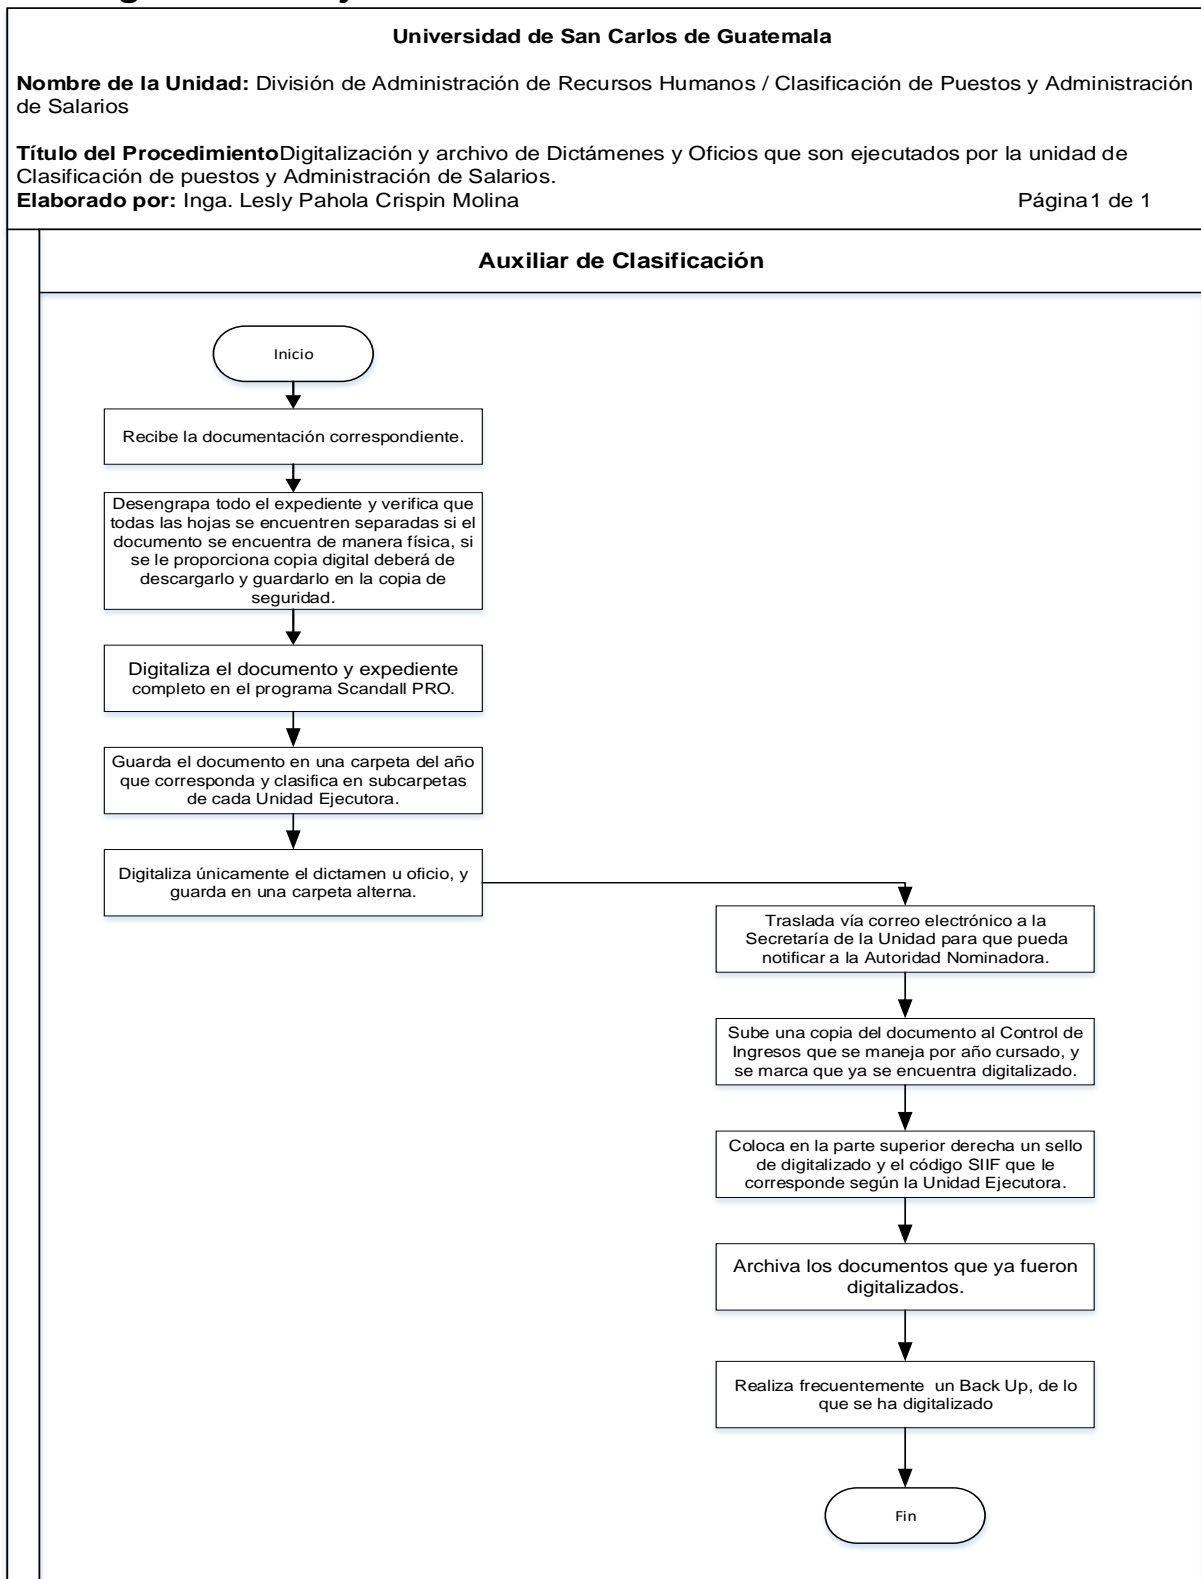 Universidad de San Carlos de Guatemala
Nombre de la Unidad: División de Administración de Recursos Humanos / Clasificación de Puestos y Administración
de Salarios
Título del ProcedimientoDigitalización y archivo de Dictámenes y Oficios que son ejecutados por la unidad de
Clasificación de puestos y Administración de Salarios.
Elaborado por: Inga. Lesly Pahola Crispin Molina Página1 de 1
Auxiliar de Clasificación
Inicio
Recibe la documentación correspondiente.
Desengrapa todo el expediente y verifica que
todas las hojas se encuentren separadas si el
documento se encuentra de manera física, si
se le proporciona copia digital deberá de
descargarlo y guardarlo en la copia de
seguridad.
Digitaliza el documento y expediente
completo en el programa Scandall PRO.
Guarda el documento en una carpeta del año
que corresponda y clasifica en subcarpetas
de cada Unidad Ejecutora.
Digitaliza únicamente el dictamen u oficio, y
guarda en una carpeta alterna.
Traslada vía correo electrónico a la
Secretaría de la Unidad para que pueda
notificar a la Autoridad Nominadora.
Sube una copia del documento al Control de
Ingresos que se maneja por año cursado, y
se marca que ya se encuentra digitalizado.
Coloca en la parte superior derecha un sello
de digitalizado y el código SIIF que le
corresponde según la Unidad Ejecutora.
Archiva los documentos que ya fueron
digitalizados.
Realiza frecuentemente un Back Up, de lo
que se ha digitalizado
Fin